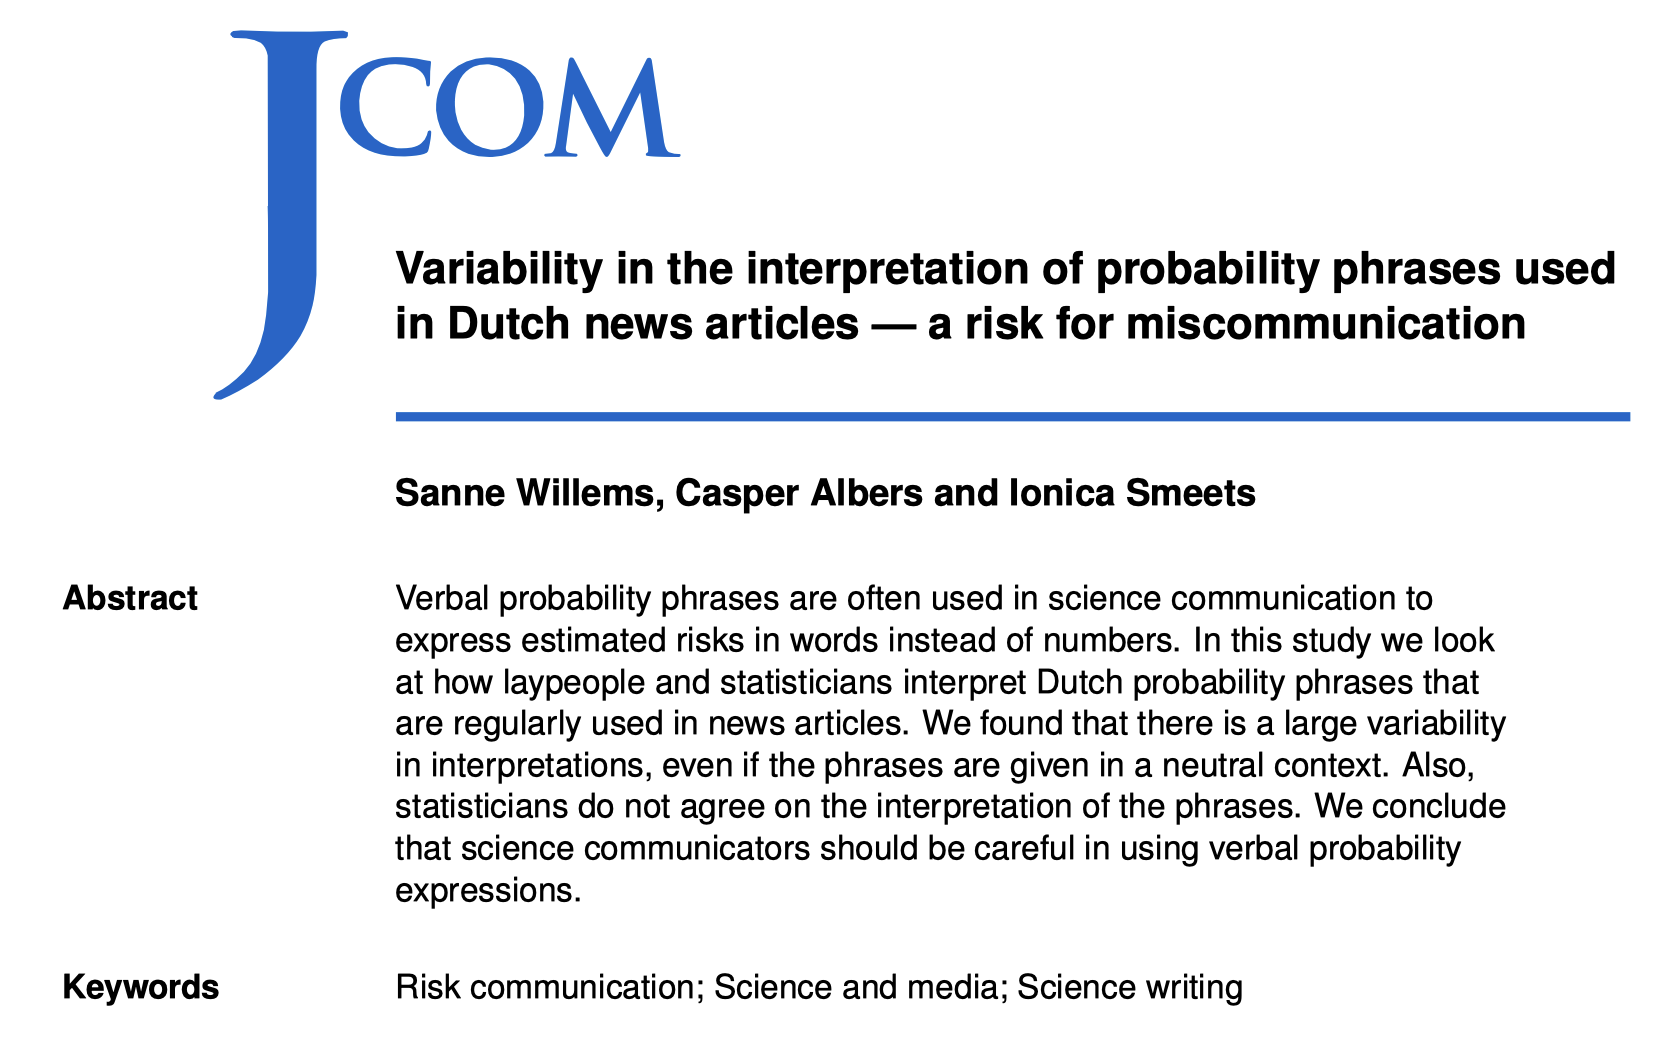 JCOM
Variability in the interpretation of probability phrases used
in Dutch news articles — a risk for miscommunication
Sanne Willems, Casper Albers and Ionica Smeets
Abstract
Verbal probability phrases are often used in science communication to
express estimated risks in words instead of numbers. In this study we look
at how laypeople and statisticians interpret Dutch probability phrases that
are regularly used in news articles. We found that there is a large variability
in interpretations, even if the phrases are given in a neutral context. Also,
statisticians do not agree on the interpretation of the phrases. We conclude
that science communicators should be careful in using verbal probability
expressions.
Keywords
Risk communication; Science and media; Science writing